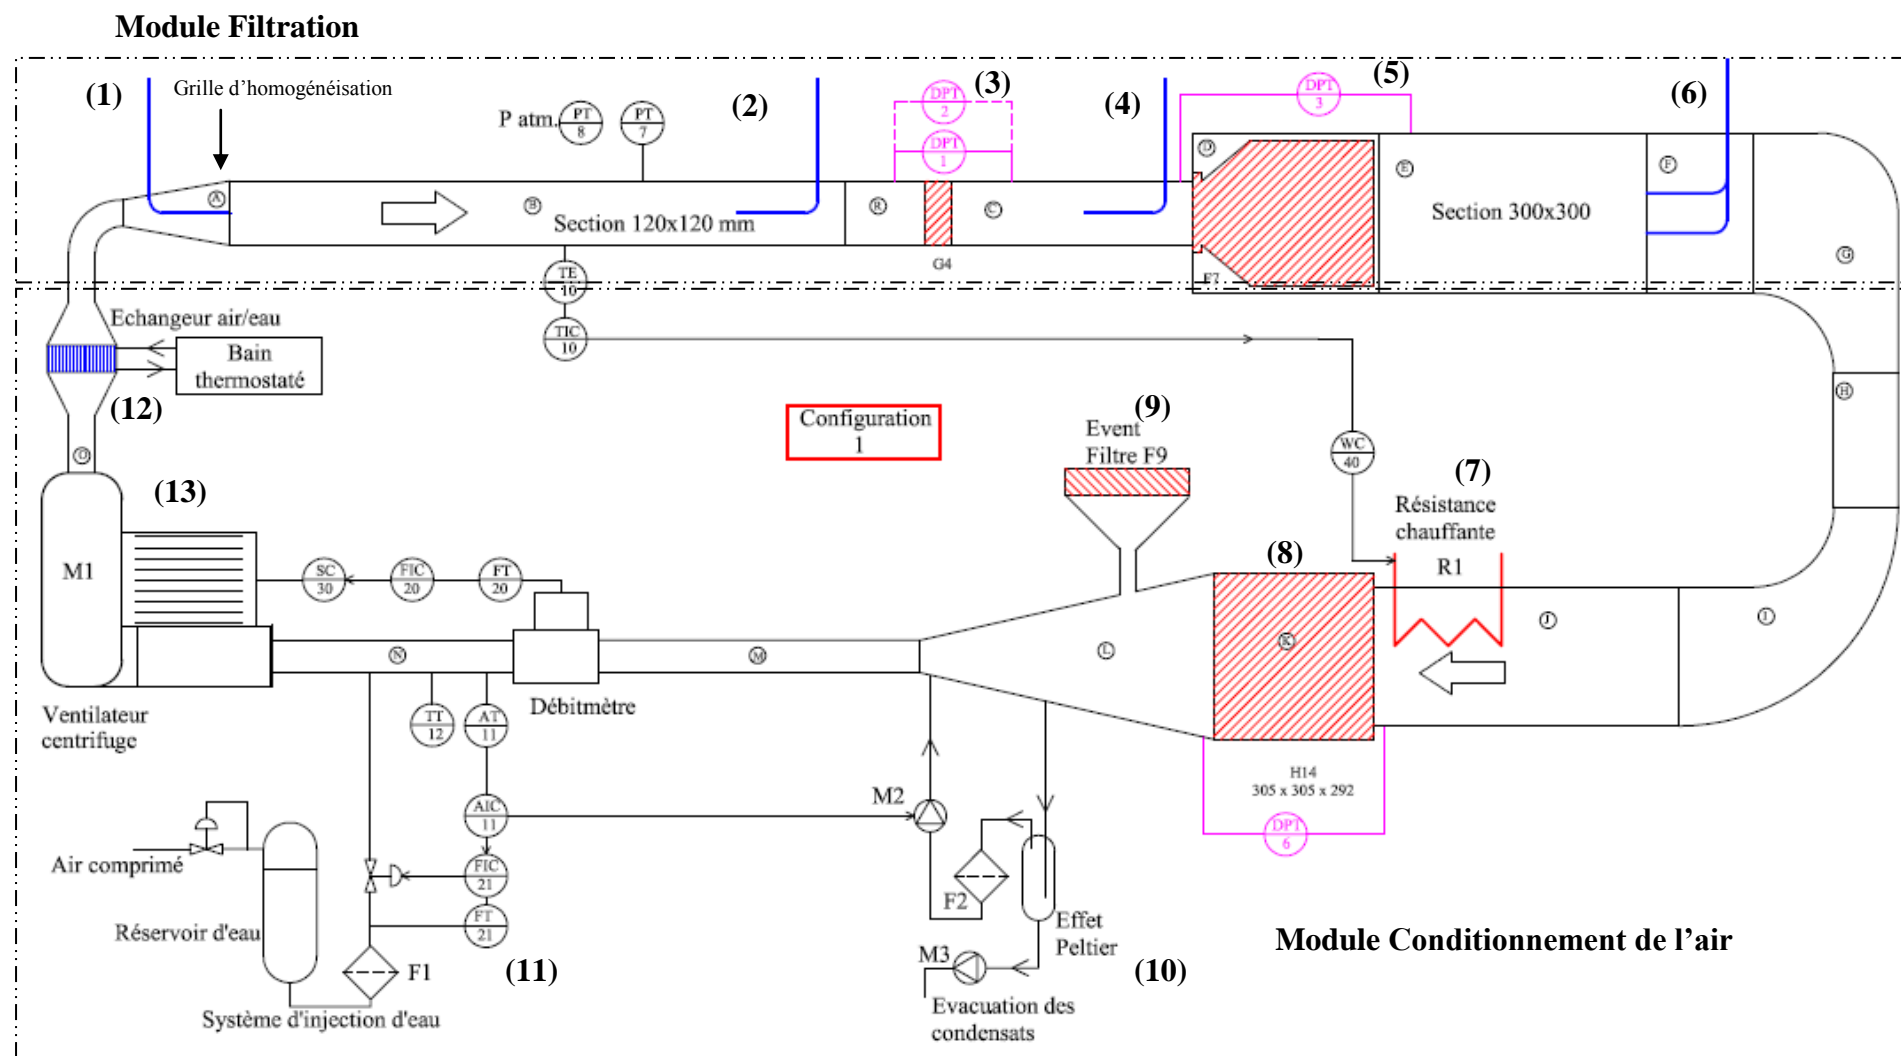 Module Filtration
(1)
Grille d'homogénéisation
P atm.
PT
8
PT
7
(2)
DPT
2
(3)
DPT
1
(4)
DPT
3
(5)
(6)
A
B
Section 120x120 mm
R
C
G4
D
F7
E
Section 300x300
F
G
TE
10
TIC
10
Echangeur air/eau
Bain
thermostaté
(12)
O
Configuration
1
(9)
Event
Filtre F9
WC
40
H
(7)
Résistance
chauffante
R1
(8)
(13)
M1
SC
30
FIC
20
FT
20
N
M
L
K
J
I
Ventilateur
centrifuge
TT
12
AT
11
Débitmètre
H14
305 x 305 x 292
DPT
6
AIC
11
M2
Air comprimé
FIC
21
F2
Réservoir d'eau
FT
21
Effet
Peltier
Module Conditionnement de l'air
F1
(11)
M3
(10)
Evacuation des
condensats
Système d'injection d'eau